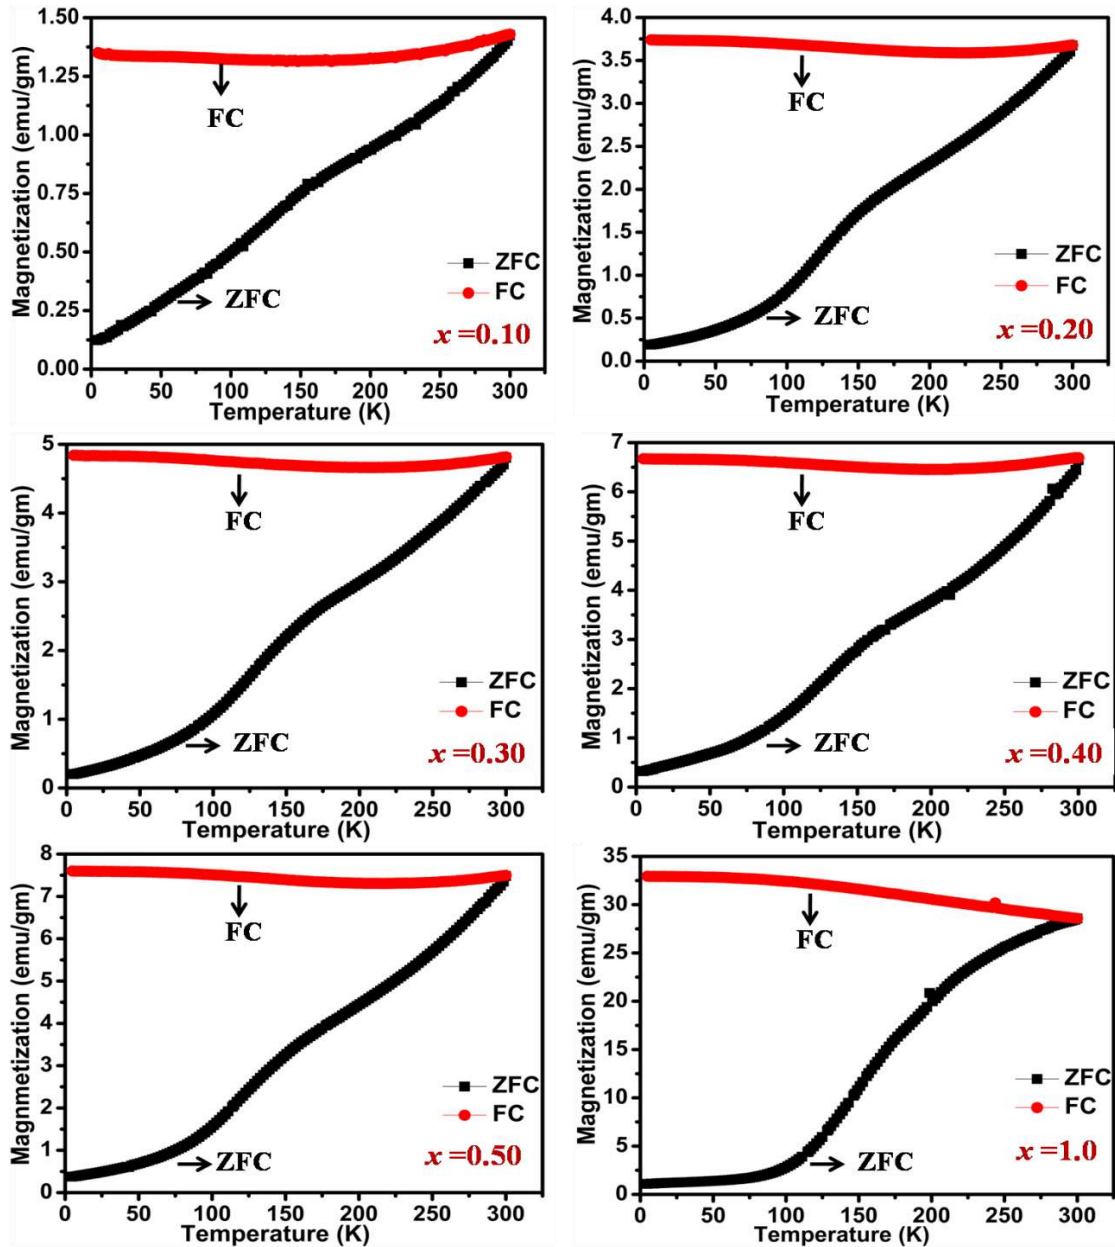 1.50
1.25
1.00
0.75
0.50
0.25
0.00
Magnetization (emu/gm)
FC
ZFC
ZFC
FC
x =0.10
0 50 100 150 200 250 300
Temperature (K)
4.0
3.5
3.0
2.5
2.0
1.5
1.0
0.5
0.0
Magnetization (emu/gm)
FC
ZFC
ZFC
FC
x =0.20
0 50 100 150 200 250 300
Temperature (K)
5
4
3
2
1
0
Magnetization (emu/gm)
FC
ZFC
ZFC
FC
x =0.30
0 50 100 150 200 250 300
Temperature (K)
7
6
5
4
3
2
1
0
Magnetization (emu/gm)
FC
ZFC
ZFC
FC
x =0.40
0 50 100 150 200 250 300
Temperature (K)
8
7
6
5
4
3
2
1
0
Magnmetization (emu/gm)
FC
ZFC
ZFC
FC
x =0.50
0 50 100 150 200 250 300
Temperature (K)
35
30
25
20
15
10
5
0
Magnetization (emu/gm)
FC
ZFC
ZFC
FC
x =1.0
0 50 100 150 200 250 300
Temperature (K)